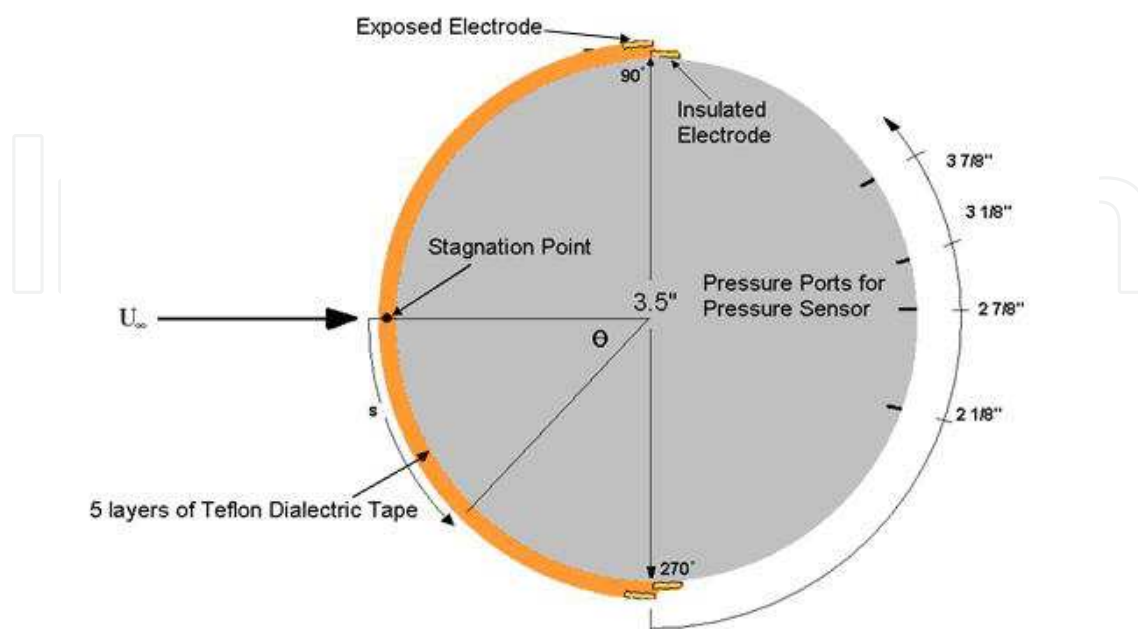 Exposed Electrode
90°
Insulated
Electrode
3 7/8"
3 1/8"
Stagnation Point
Pressure Ports for
Pressure Sensor
3.5"
2 7/8"
U∞
Θ
s
2 1/8"
5 layers of Teflon Dialectric Tape
270°